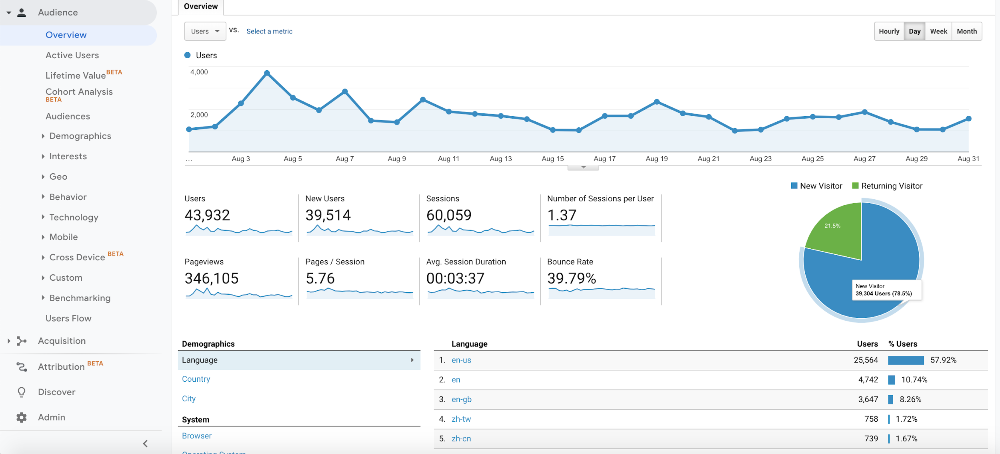 Audience
Overview
Active Users
Lifetime Value BETA
Cohort Analysis
BETA
Audiences
Demographics
Interests
Geo
Behavior
Technology
Mobile
Cross Device BETA
Custom
Benchmarking
Users Flow
Acquisition
Attribution BETA
Discover
Admin
Overview
Users VS. Select a metric
Hourly Day Week Month
Users
4,000
2,000
... Aug 3 Aug 5 Aug 7 Aug 9 Aug 11 Aug 13 Aug 15 Aug 17 Aug 19 Aug 21 Aug 23 Aug 25 Aug 27 Aug 29 Aug 31
New Visitor Returning Visitor
Users New Users Sessions Number of Sessions per User
43,932 39,514 60,059 1.37
Pageviews Pages / Session Avg. Session Duration Bounce Rate
346,105 5.76 00:03:37 39.79%
21.5%
New Visitor
39,304 Users (78.5%)
Demographics
Language
Country
City
System
Browser
Operating System
Language Users % Users
1. en-us 25,564 57.92%
2. en 4,742 10.74%
3. en-gb 3,647 8.26%
4. zh-tw 758 1.72%
5. zh-cn 739 1.67%